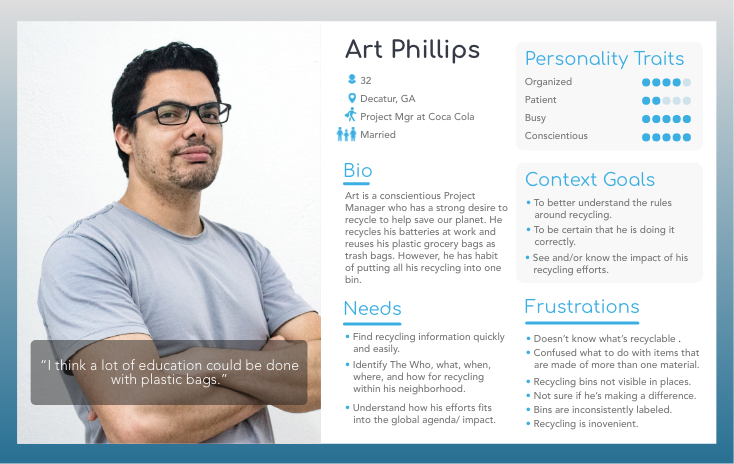 Art Phillips
32
Decatur, GA
Project Mgr at Coca Cola
Married
Bio
Art is a conscientious Project
Manager who has a strong desire to
recycle to help save our planet. He
recycles his batteries at work and
reuses his plastic grocery bags as
trash bags. However, he has habit
of putting all his recycling into one
bin.
Needs
• Find recycling information quickly
and easily.
• Identify The Who, what, when,
where, and how for recycling
within his neighborhood.
• Understand how his efforts fits
into the global agenda/ impact.
Personality Traits
Organized
Patient
Busy
Conscientious
Context Goals
• To better understand the rules
around recycling.
• To be certain that he is doing it
correctly.
• See and/or know the impact of his
recycling efforts.
Frustrations
• Doesn't know what's recyclable .
• Confused what to do with items that
are made of more than one material.
• Recycling bins not visible in places.
• Not sure if he's making a difference.
• Bins are inconsistently labeled.
• Recycling is inovenient.
“I think a lot of education could be done
with plastic bags.”